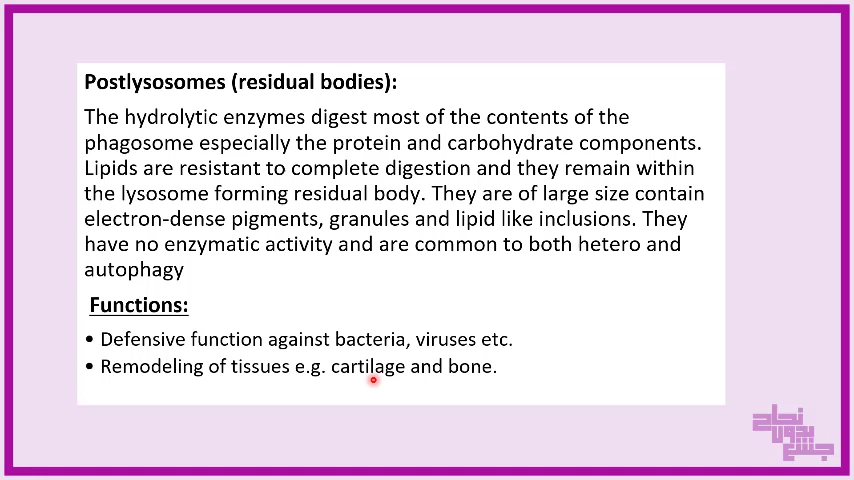 Postlysosomes (residual bodies):
The hydrolytic enzymes digest most of the contents of the
phagosome especially the protein and carbohydrate components.
Lipids are resistant to complete digestion and they remain within
the lysosome forming residual body. They are of large size contain
electron-dense pigments, granules and lipid like inclusions. They
have no enzymatic activity and are common to both hetero and
autophagy
Functions:
• Defensive function against bacteria, viruses etc.
• Remodeling of tissues e.g. cartilage and bone.
نجاح
بدون
جشع